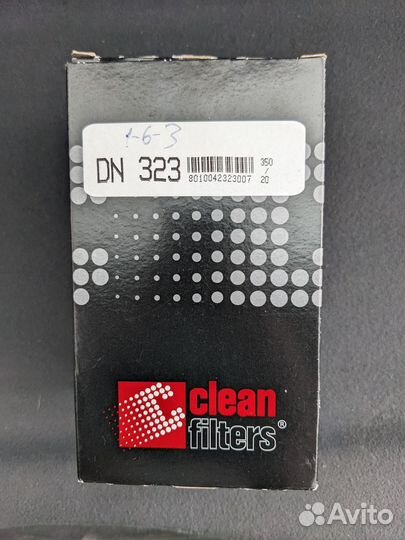 1-6-3
DN 323
8010042323007
350
/
20
clean
filters®
Avito